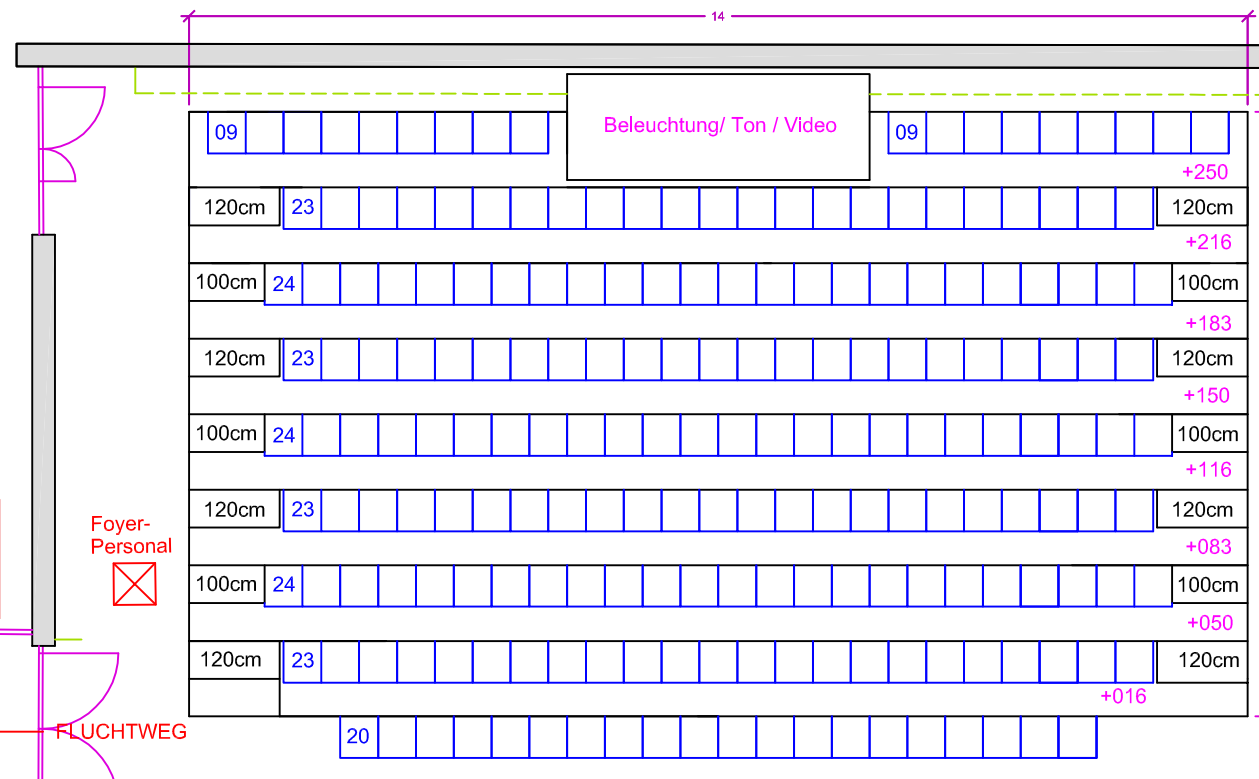 14
09
Beleuchtung/ Ton / Video
09
+250
120cm
23
120cm
+216
100cm
24
100cm
+183
120cm
23
120cm
+150
100cm
24
100cm
+116
120cm
23
120cm
Foyer-
Personal
+083
100cm
24
100cm
+050
120cm
23
120cm
+016
FLUCHTWEG
20